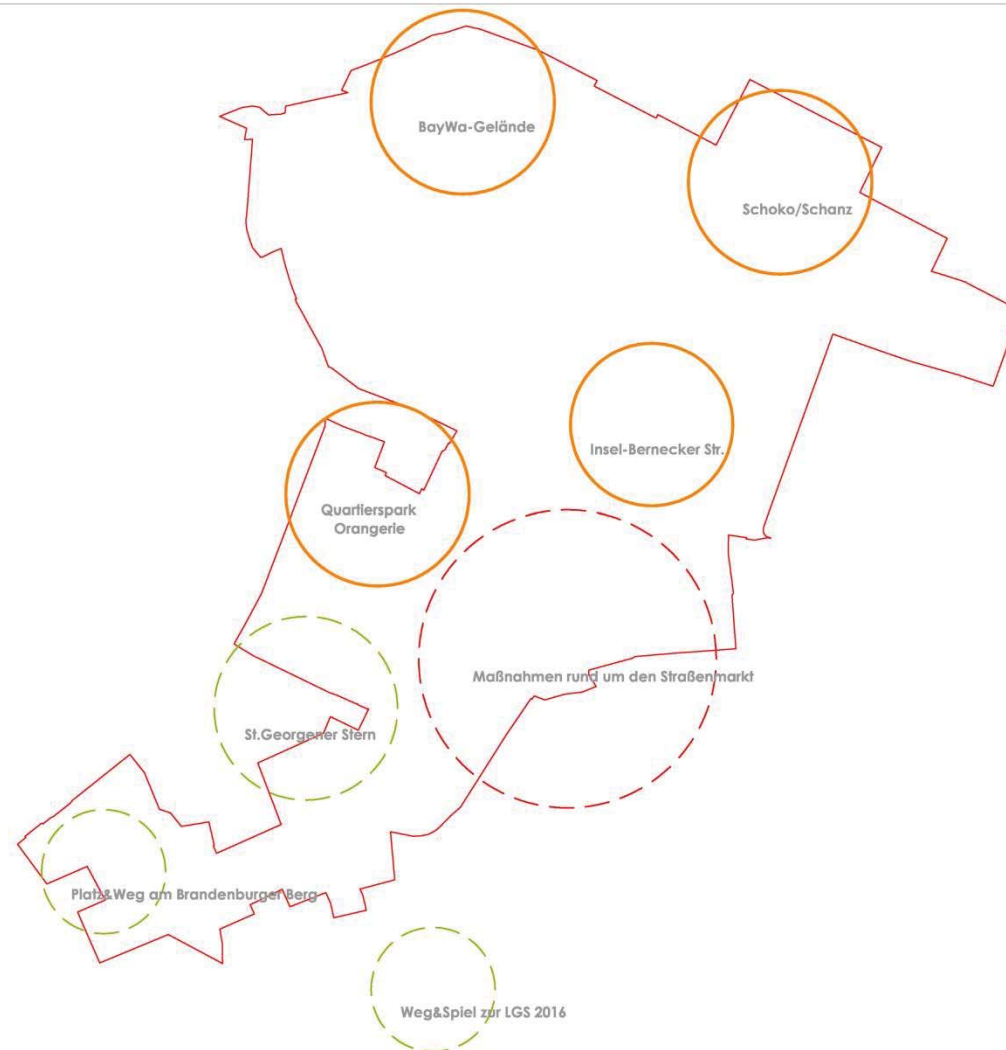 BayWa-Gelände
Schoko/Schanz
Insel-Bernecker Str.
Quartierspark
Orangerie
Maßnahmen rund um den Straßenmarkt
St.Georgener Stern
Platz&Weg am Brandenburger Berg
Weg&Spiel zur LGS 2016